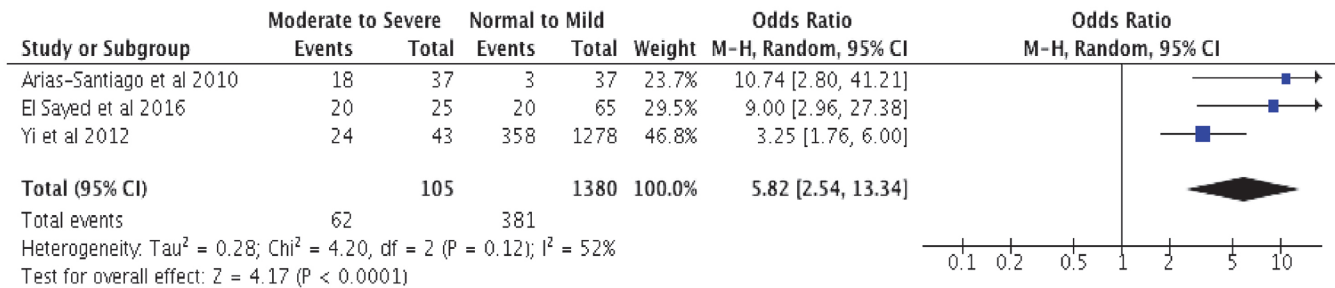 Moderate to Severe Normal to Mild Odds Ratio Odds Ratio
Study or Subgroup Events Total Events Total Weight M-H, Random, 95% CI M-H, Random, 95% CI
Arias-Santiago et al 2010 18 37 3 37 23.7% 10.74 [2.80, 41.21]
El Sayed et al 2016 20 25 20 65 29.5% 9.00 [2.96, 27.38]
Yi et al 2012 24 43 358 1278 46.8% 3.25 [1.76, 6.00]
Total (95% CI) 105 1380 100.0% 5.82 [2.54, 13.34]
Total events 62 381
Heterogeneity: Tau² = 0.28; Chi² = 4.20, df = 2 (P = 0.12); I² = 52%
0.1 0.2 0.5 1 2 5 10
Test for overall effect: Z = 4.17 (P < 0.0001)